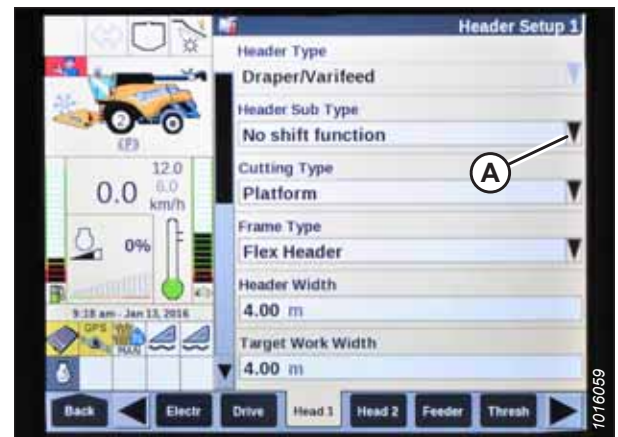 Header Setup 1
Header Type
Draper/Varifeed
Header Sub Type
No shift function
A
Cutting Type
Platform
Frame Type
Flex Header
Header Width
4.00 m
Target Work Width
4.00 m
2
(P)
12.0
0.0 6.0
km/h
0%
9:18 am - Jan 13, 2016
GPS
MAN
Back Electr Drive Head 1 Head 2 Feeder Thresh
1016059